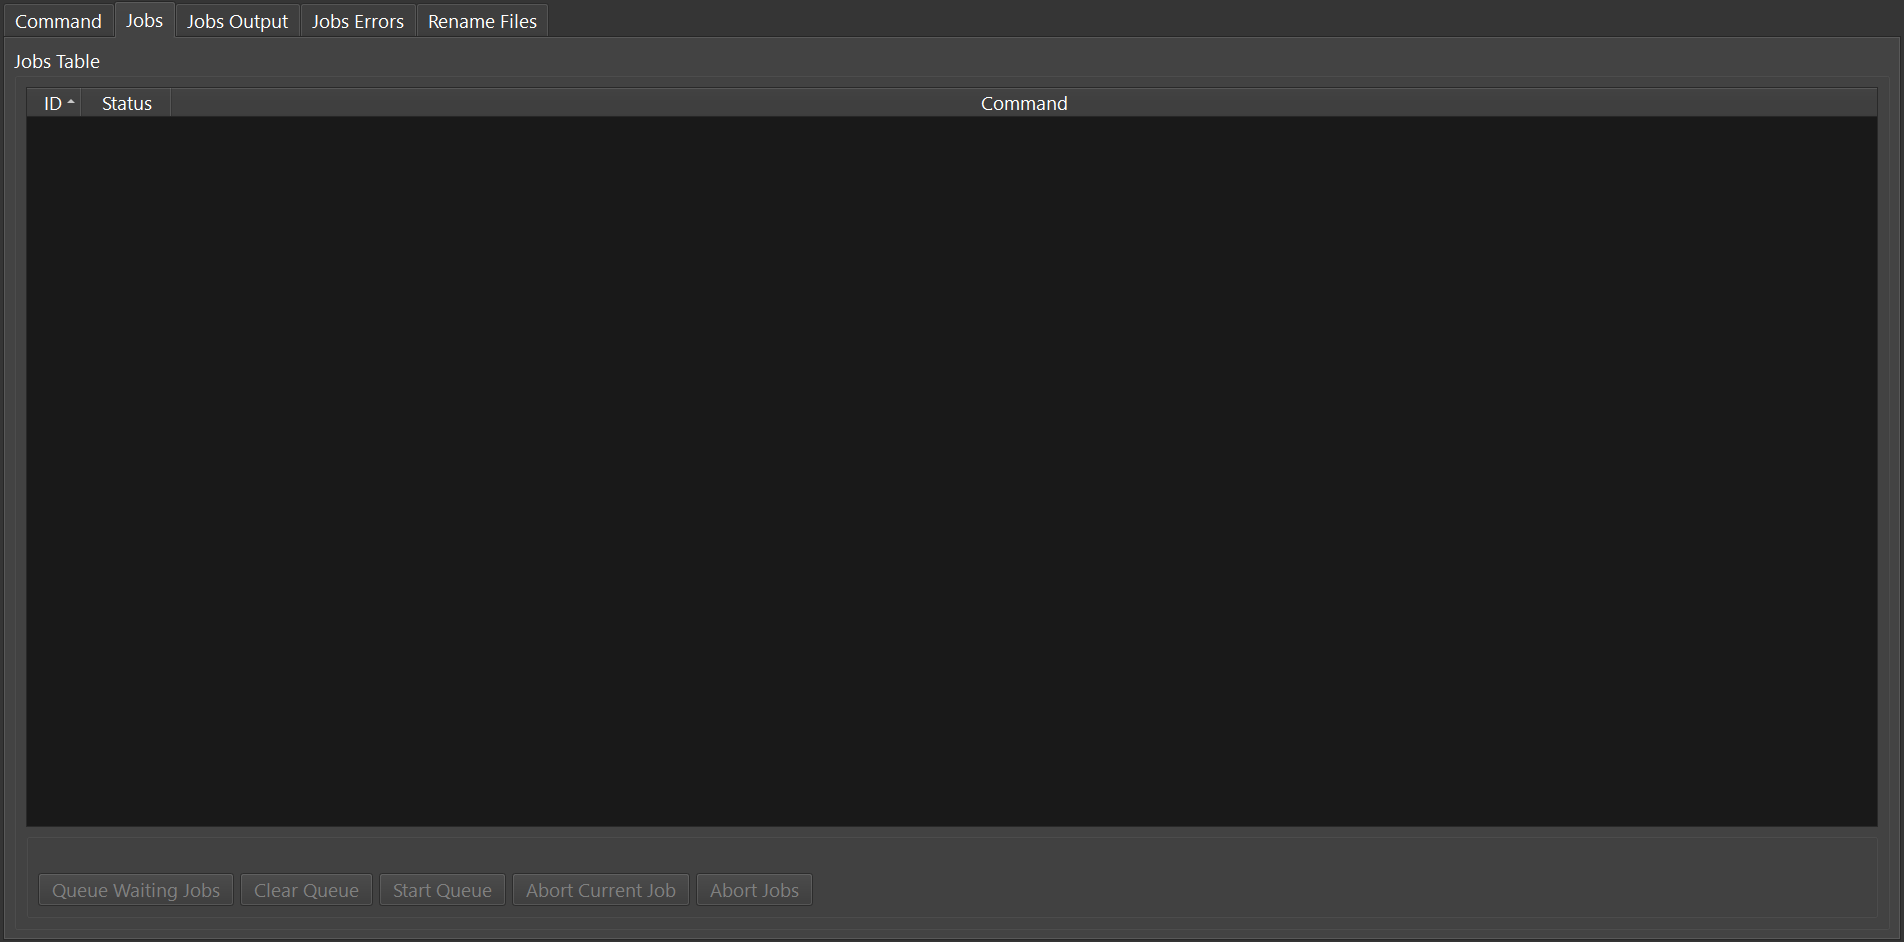 Command Jobs Jobs Output Jobs Errors Rename Files
Jobs Table
ID Status Command
Queue Waiting Jobs Clear Queue Start Queue Abort Current Job Abort Jobs